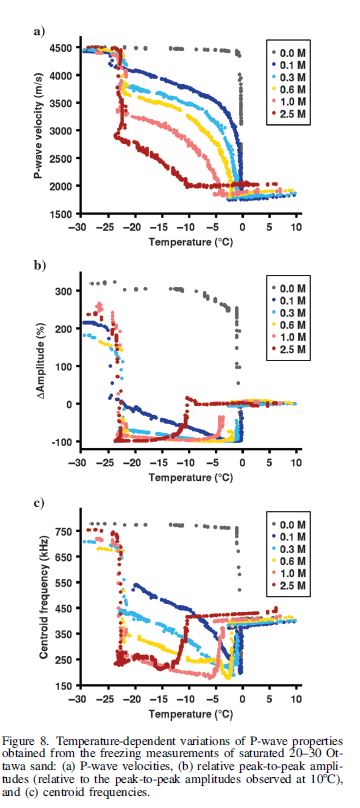 a)
4500
4000
3500
3000
2500
2000
1500
P-wave velocity (m/s)
0.0 M
0.1 M
0.3 M
0.6 M
1.0 M
2.5 M
−30 −25 −20 −15 −10 −5 0 5 10
Temperature (°C)
b)
300
200
100
0
-100
ΔAmplitude (%)
0.0 M
0.1 M
0.3 M
0.6 M
1.0 M
2.5 M
−30 −25 −20 −15 −10 −5 0 5 10
Temperature (°C)
c)
750
650
550
450
350
250
150
Centroid frequency (kHz)
0.0 M
0.1 M
0.3 M
0.6 M
1.0 M
2.5 M
−30 −25 −20 −15 −10 −5 0 5 10
Temperature (°C)
Figure 8. Temperature-dependent variations of P-wave properties
obtained from the freezing measurements of saturated 20–30 Ot-
tawa sand: (a) P-wave velocities, (b) relative peak-to-peak ampli-
tudes (relative to the peak-to-peak amplitudes observed at 10°C),
and (c) centroid frequencies.